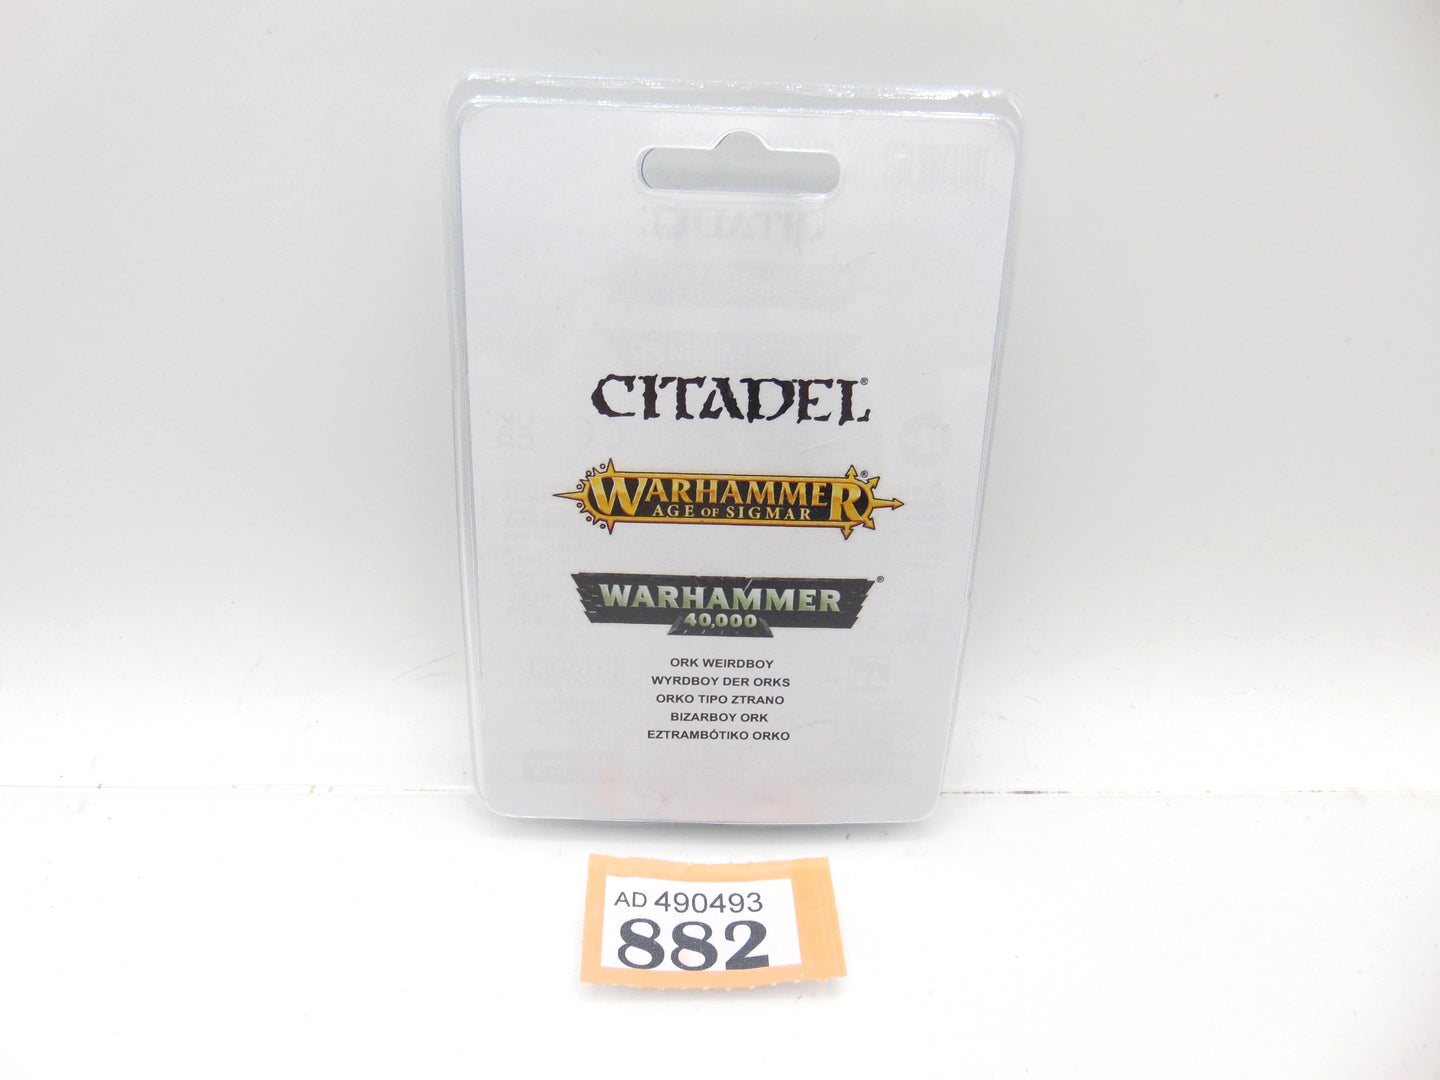 CITADEL®
WARHAMMER®
AGE OF SIGMAR
WARHAMMER®
40,000
ORK WEIRDBOY
WYRDBOY DER ORKS
ORKO TIPO ZTRANO
BIZARBOY ORK
EZTRAMBÓTIKO ORKO
AD 490493
882